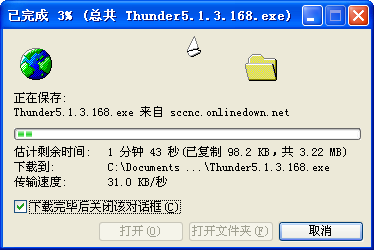 已完成 3% (总共 Thunder5.1.3.168.exe)
正在保存:
Thunder5.1.3.168.exe 来自 sccnc.onlinedown.net
估计剩余时间: 1 分钟 43 秒(已复制 98.2 KB，共 3.22 MB)
下载到: C:\Documents ...\Thunder5.1.3.168.exe
传输速度: 31.0 KB/秒
下载完毕后关闭该对话框(C)
打开(O) 打开文件夹(F) 取消